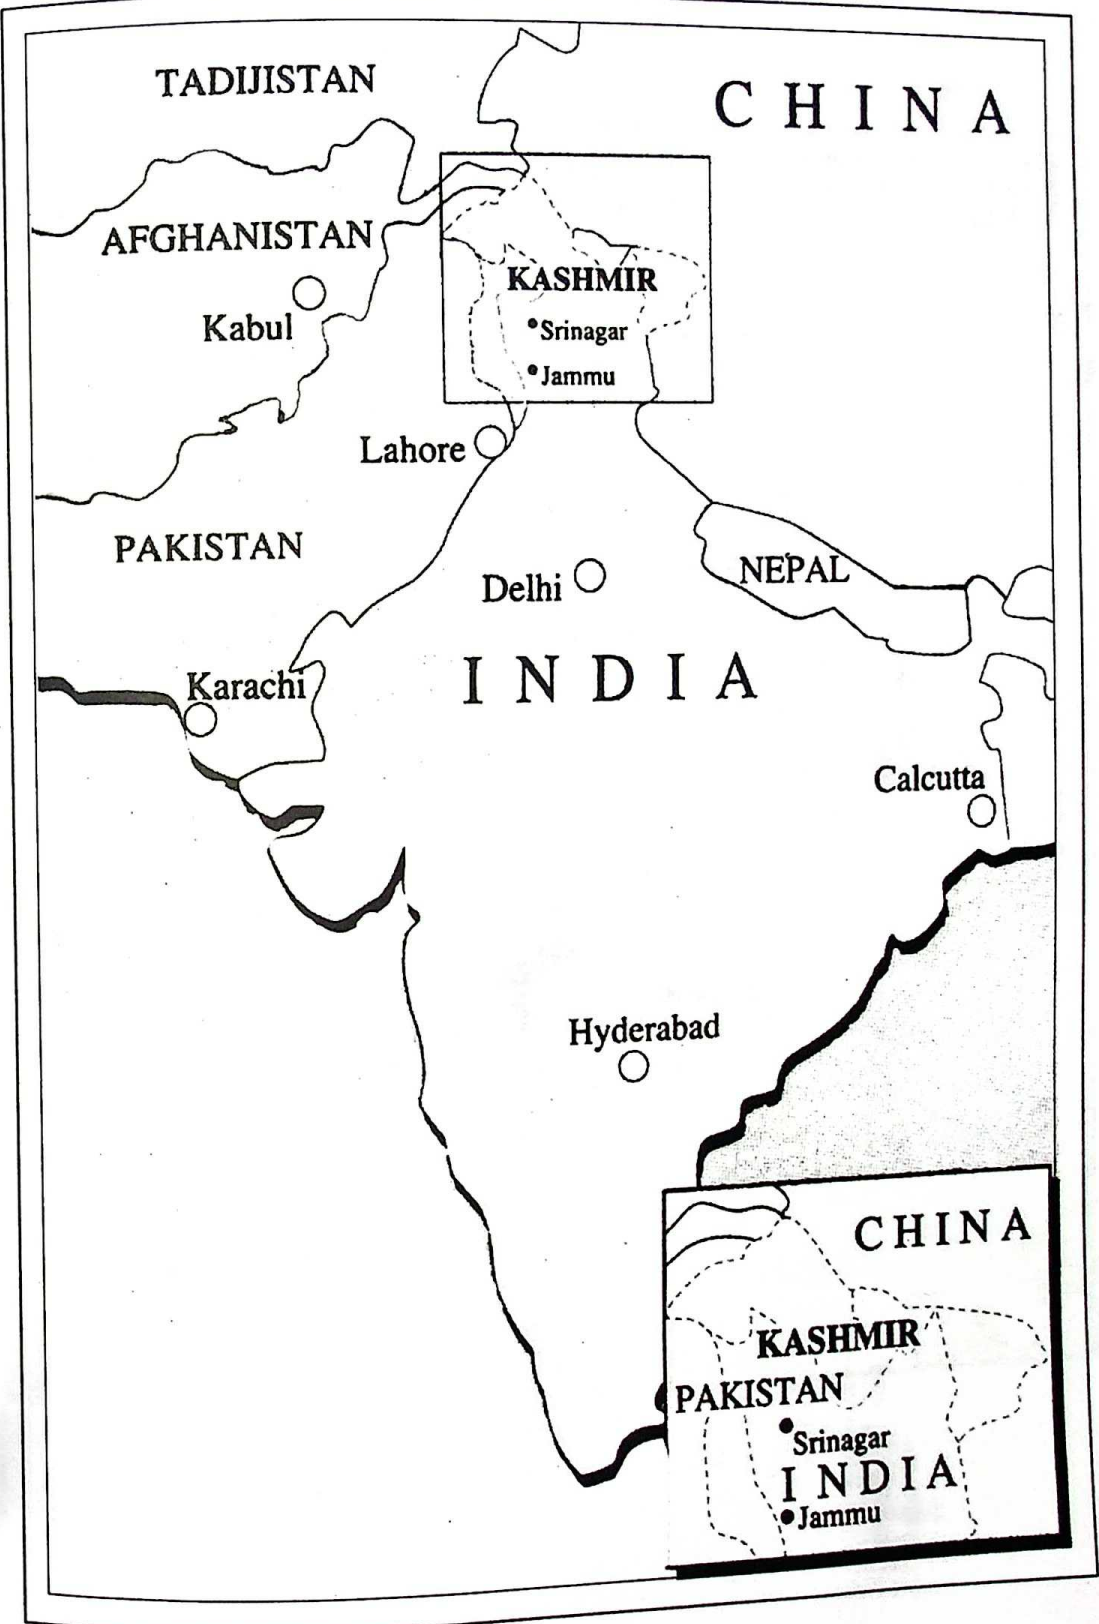 TADIJISTAN
CHINA
AFGHANISTAN
Kabul
KASHMIR
Srinagar
Jammu
Lahore
PAKISTAN
Delhi
NEPAL
INDIA
Karachi
Calcutta
Hyderabad
CHINA
KASHMIR
PAKISTAN
Srinagar
INDIA
Jammu